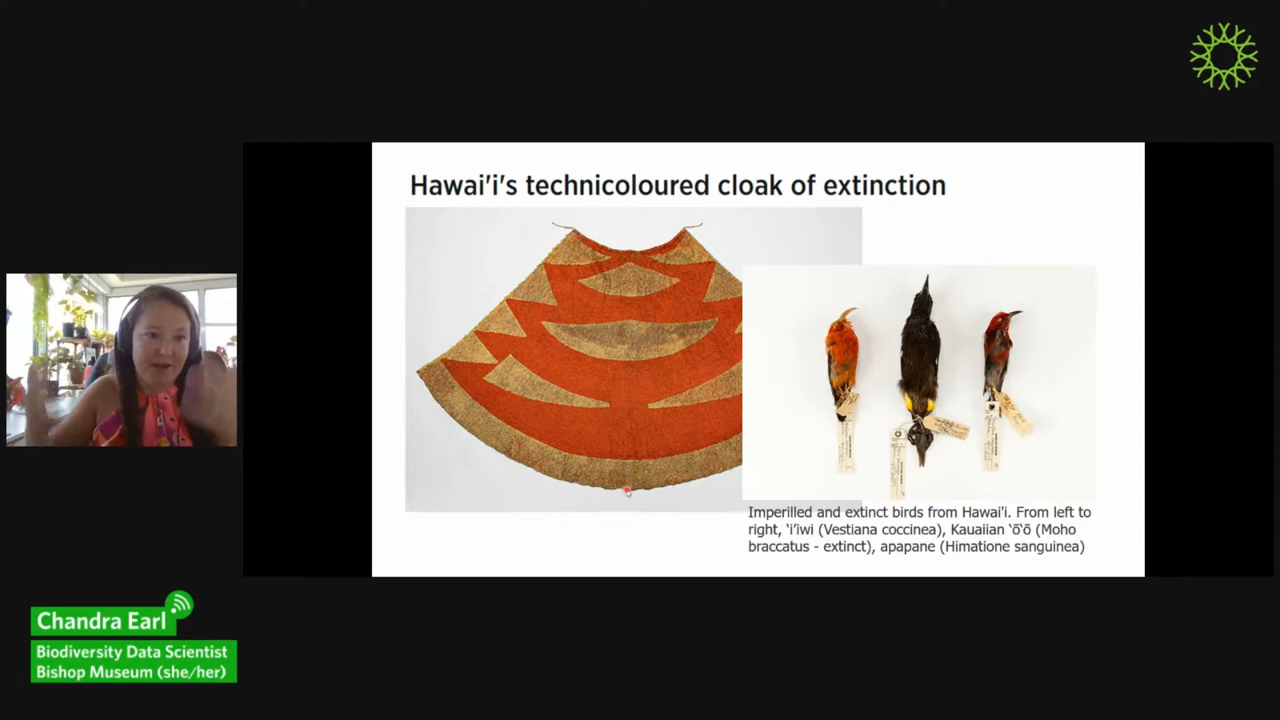 Hawai'i's technicoloured cloak of extinction
Imperilled and extinct birds from Hawai'i. From left to
right, ‘i’iwi (Vestiana coccinea), Kauaiian ‘ō‘ō (Moho
braccatus - extinct), apapane (Himatione sanguinea)
Chandra Earl
Biodiversity Data Scientist
Bishop Museum (she/her)